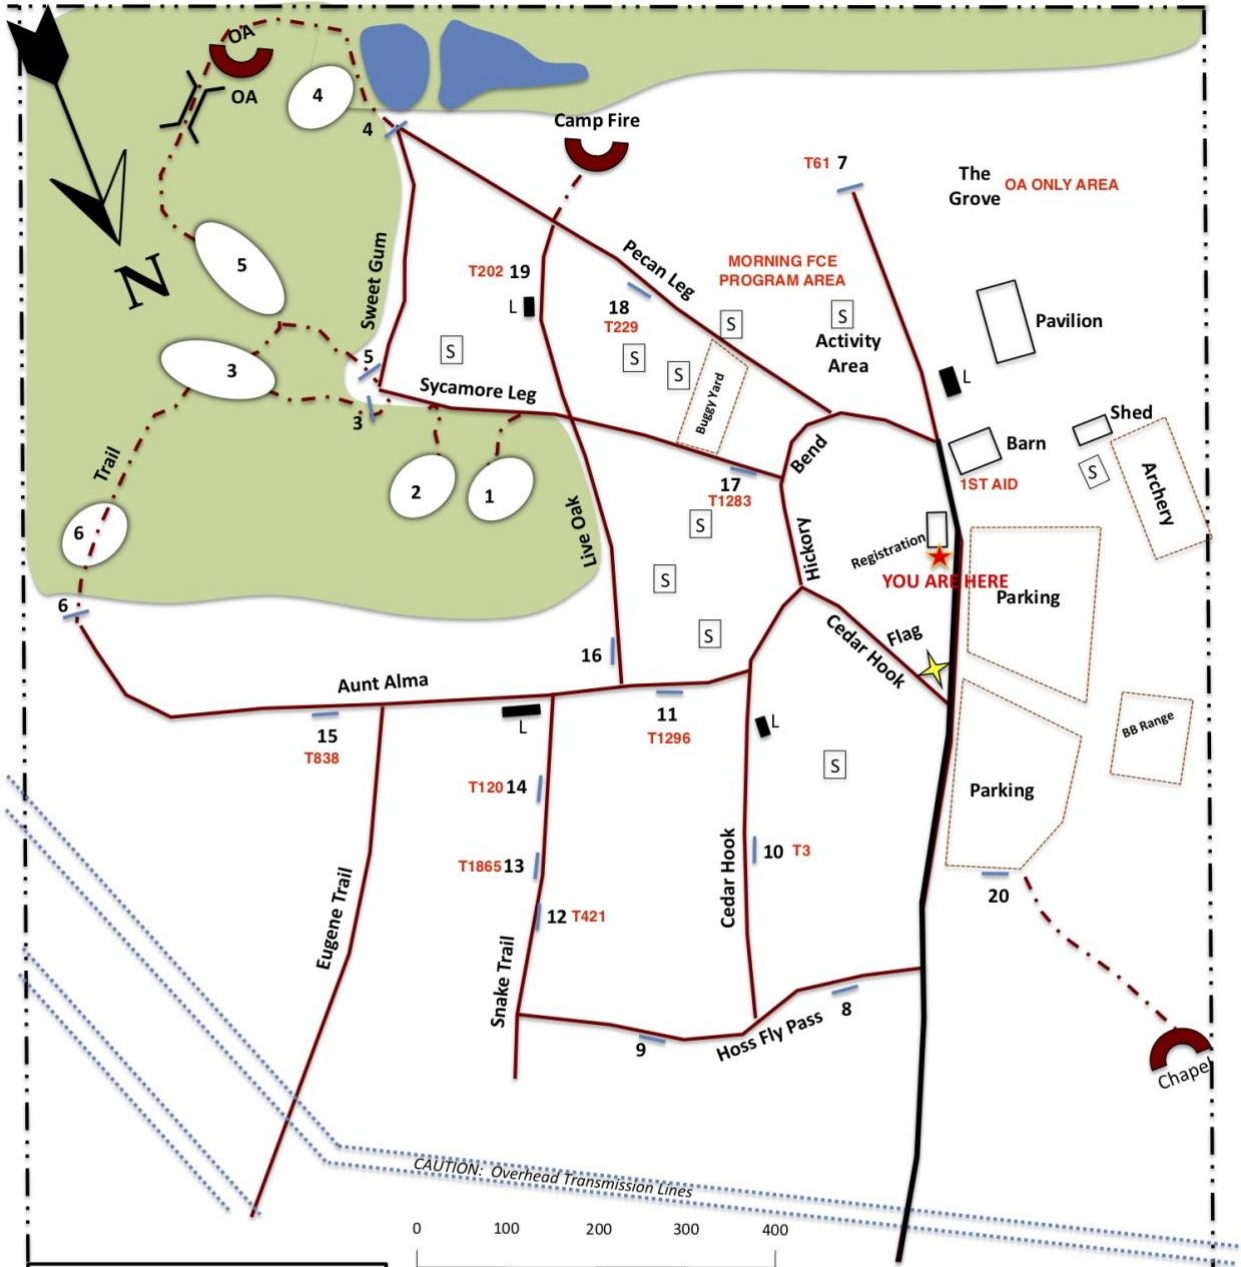 OA
OA
4
4
Camp Fire
T61 7
The
Grove
OA ONLY AREA
N
5
Sweet Gum
T202 19
L
Pecan Leg
18
T229
MORNING FCE
PROGRAM AREA
S
S
Activity
Area
Pavilion
S
S
S
Buggy Yard
5
3
Sycamore Leg
3
L
Shed
Bend
Barn
1ST AID
S
Archery
Trail
2
1
17
T1283
S
Live Oak
Hickory
Registration
YOU ARE HERE
Parking
6
S
6
S
16
Flag
Cedar Hook
Aunt Alma
L
11
T1296
L
15
T838
S
BB Range
T120 14
Parking
T1865 13
Cedar Hook
10 T3
12 T421
20
Eugene Trail
Snake Trail
9
Hoss Fly Pass
8
Chapel
CAUTION: Overhead Transmission Lines
0 100 200 300 400